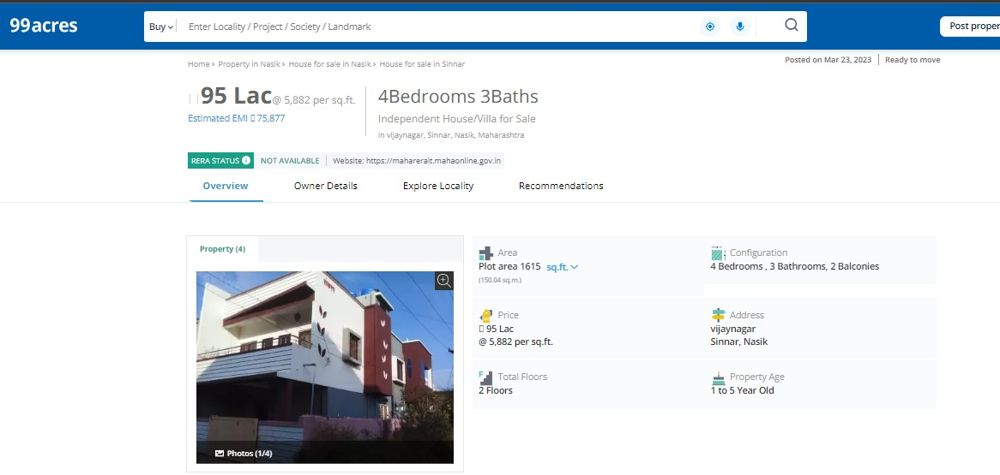 99acres
Buy
Enter Locality / Project / Society / Landmark
Post proper
Home › Property in Nasik › House for sale in Nasik › House for sale in Sinnar
Posted on Mar 23, 2023 | Ready to move
95 Lac @ 5,882 per sq.ft.
Estimated EMI 75,877
4Bedrooms 3Baths
Independent House/Villa for Sale
in vijaynagar, Sinnar, Nasik, Maharashtra
RERA STATUS i NOT AVAILABLE | Website: https://maharerait.mahaonline.gov.in
Overview
Owner Details
Explore Locality
Recommendations
Property (4)
Photos (1/4)
Area
Plot area 1615 sq.ft.
(150.04 sq.m.)
Configuration
4 Bedrooms , 3 Bathrooms, 2 Balconies
Price
95 Lac
@ 5,882 per sq.ft.
Address
vijaynagar
Sinnar, Nasik
Total Floors
2 Floors
Property Age
1 to 5 Year Old